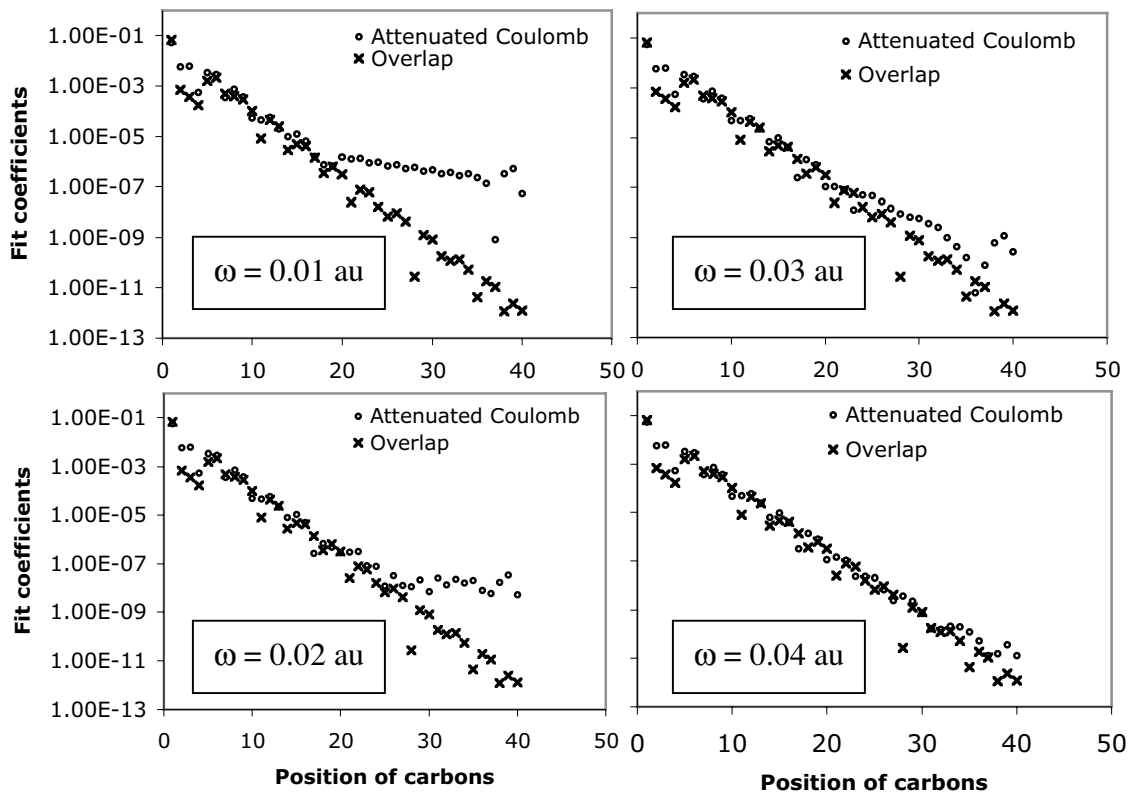 Fit coefficients
1.00E-01
1.00E-03
1.00E-05
1.00E-07
1.00E-09
1.00E-11
1.00E-13
Attenuated Coulomb
Overlap
ω = 0.01 au
0 10 20 30 40 50
Attenuated Coulomb
Overlap
ω = 0.03 au
0 10 20 30 40 50
Fit coefficients
1.00E-01
1.00E-03
1.00E-05
1.00E-07
1.00E-09
1.00E-11
1.00E-13
Attenuated Coulomb
Overlap
ω = 0.02 au
0 10 20 30 40 50
Position of carbons
Attenuated Coulomb
Overlap
ω = 0.04 au
0 10 20 30 40 50
Position of carbons